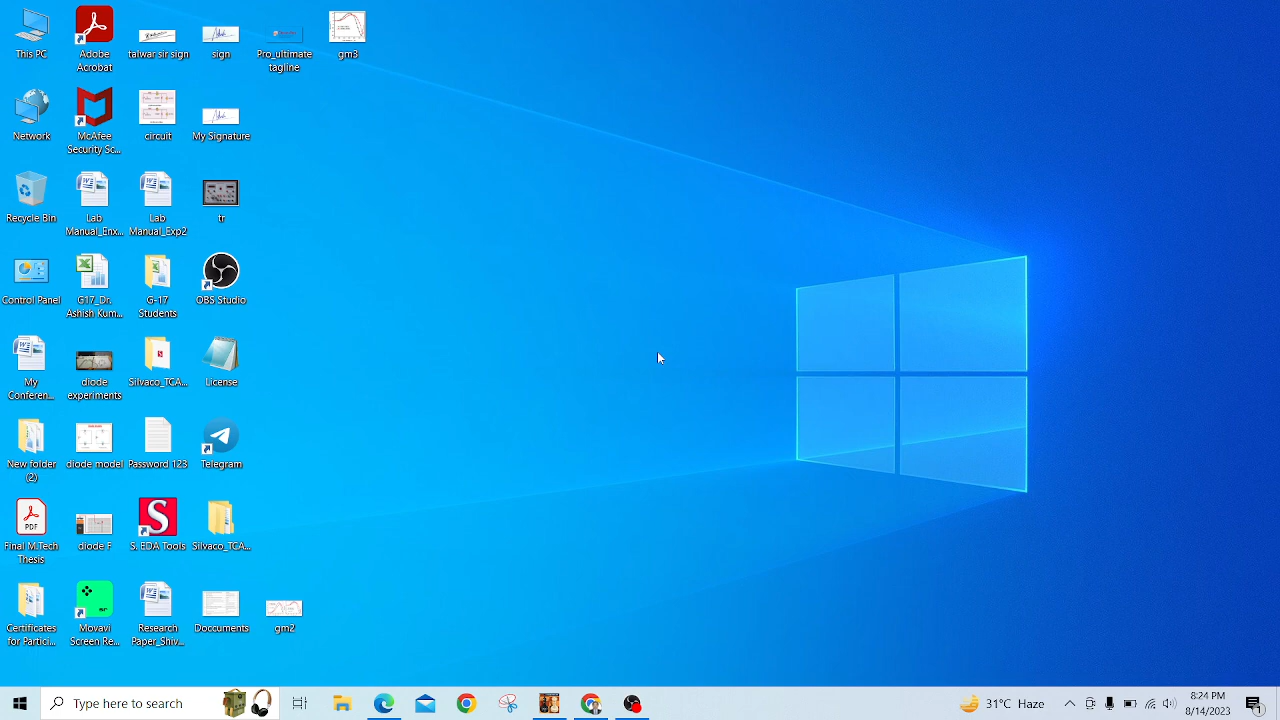 This PC
Adobe
Acrobat
talwar sir sign
sign
Pro_ultimate
tagline
gm3
Network
McAfee
Security Sc...
circuit
My Signature
Recycle Bin
Lab
Manual_Enx...
Lab
Manual_Exp2
tr
Control Panel
G17_Dr.
Ashish Kum...
G-17
Students
OBS Studio
My
Conferen...
diode
experiments
Silvaco_TCA...
License
New folder
(2)
diode model
Password 123
Telegram
Final M.Tech
Thesis
diode F
S. EDA Tools
Silvaco_TCA...
Certificates
for Partici...
Movavi
Screen Re...
Research
Paper_Shiv...
Doccuments
gm2
Type here to search
31°C Cloudy
8:24 PM
8/14/2023